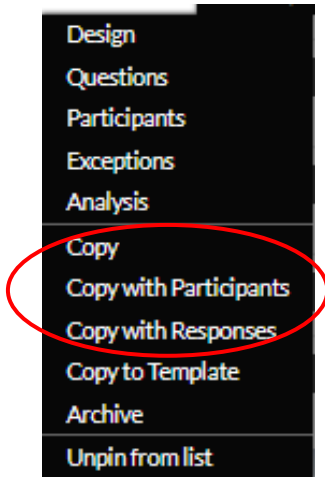 Design
Questions
Participants
Exceptions
Analysis
Copy
Copy with Participants
Copy with Responses
Copy to Template
Archive
Unpin from list